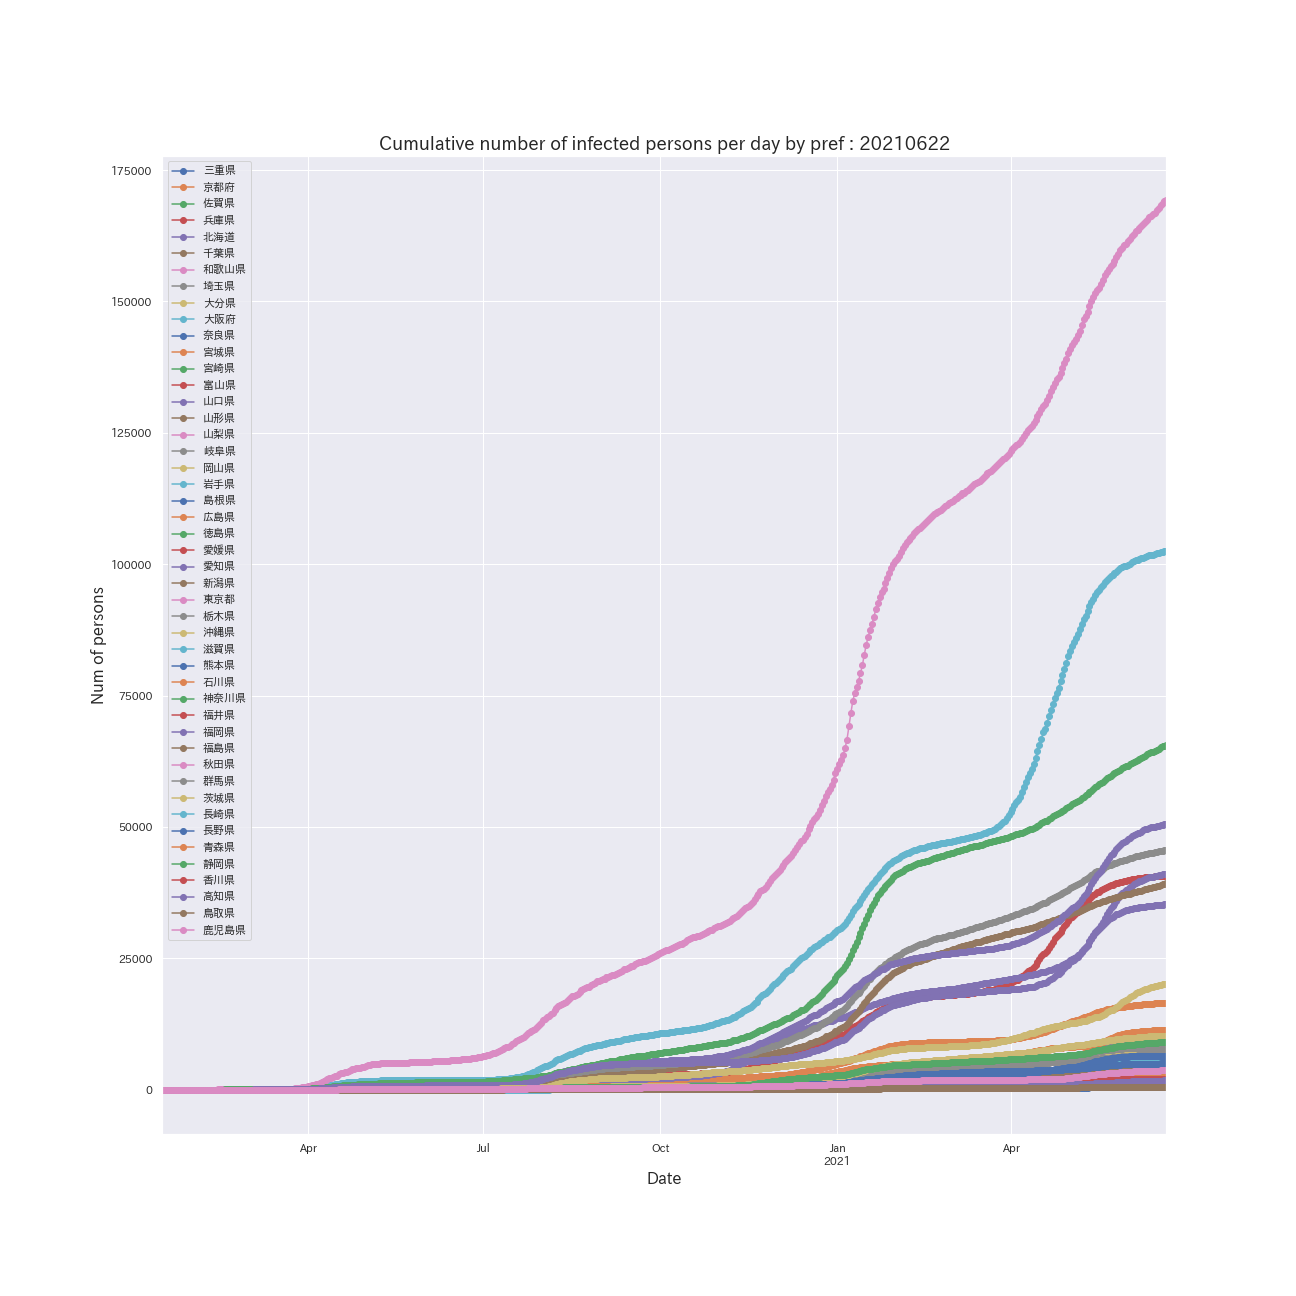 Cumulative number of infected persons per day by pref : 20210622
175000
150000
125000
100000
75000
50000
25000
0
Num of persons
三重県
京都府
佐賀県
兵庫県
北海道
千葉県
和歌山県
埼玉県
大分県
大阪府
奈良県
宮城県
宮崎県
富山県
山口県
山形県
山梨県
岐阜県
岡山県
岩手県
島根県
広島県
徳島県
愛媛県
愛知県
新潟県
東京都
栃木県
沖縄県
滋賀県
熊本県
石川県
神奈川県
福井県
福岡県
福島県
秋田県
群馬県
茨城県
長崎県
長野県
青森県
静岡県
香川県
高知県
鳥取県
鹿児島県
Apr
Jul
Oct
Jan
2021
Apr
Date